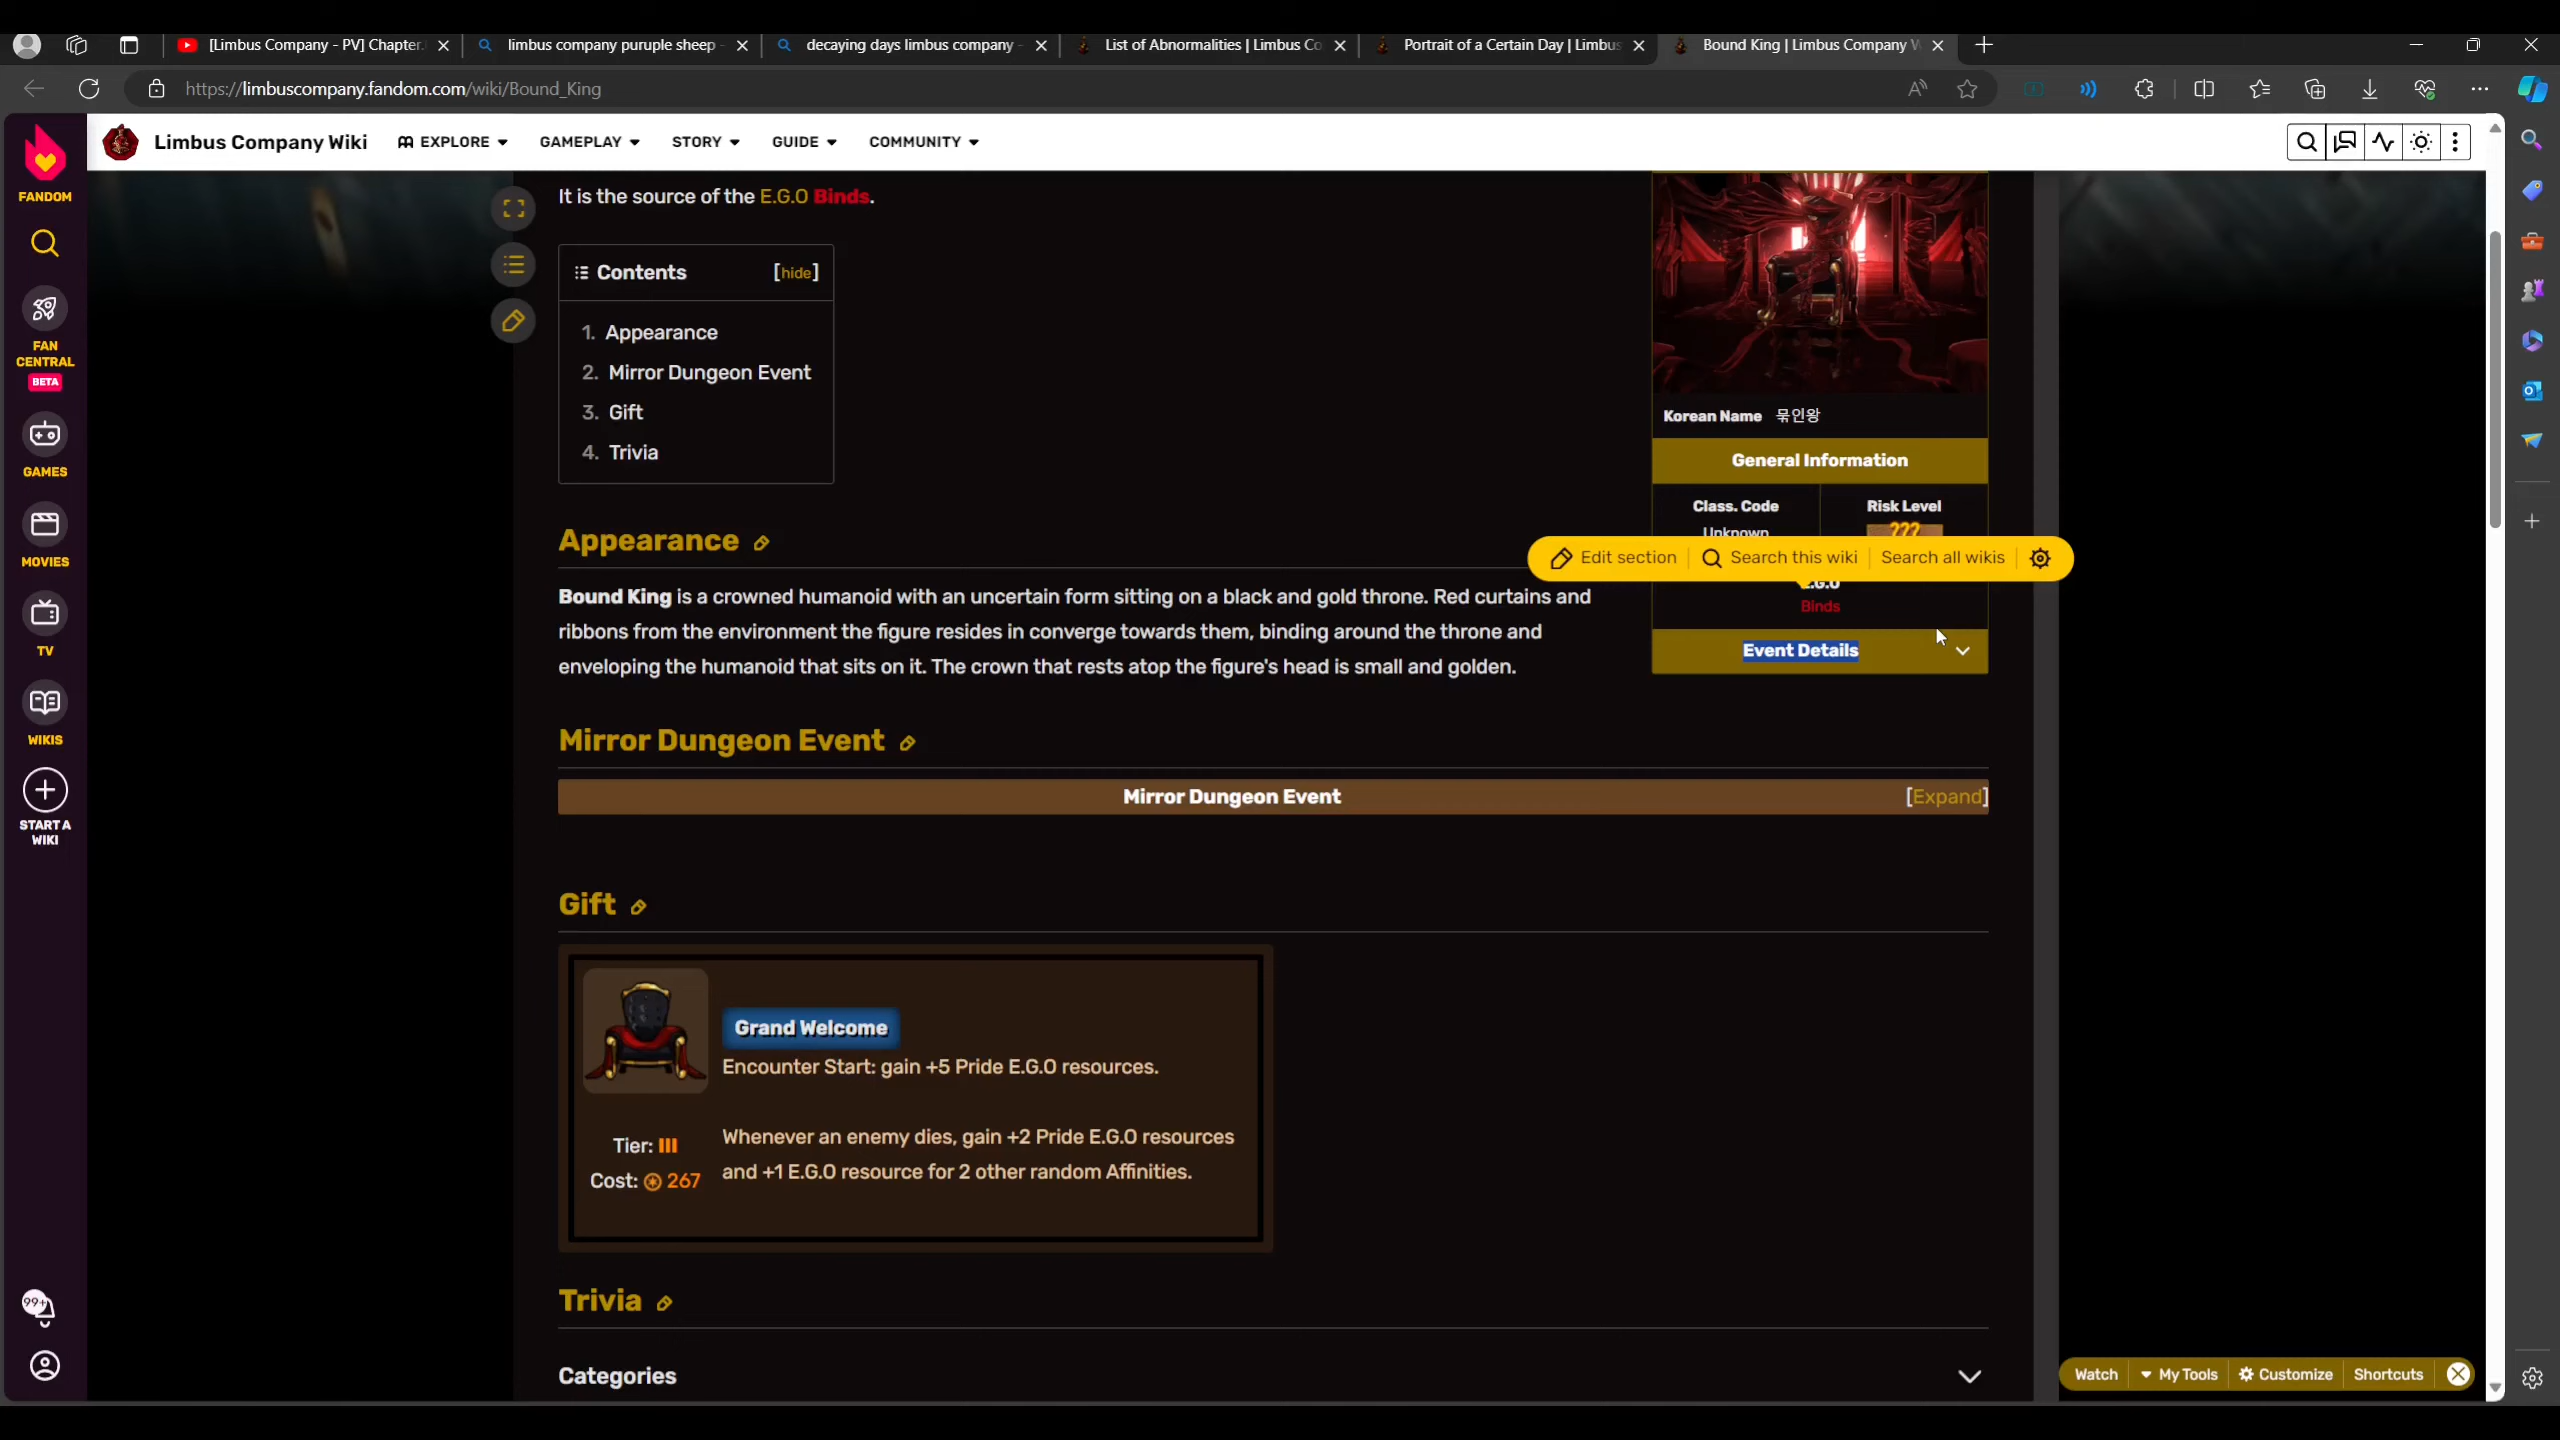 [Limbus Company - PV] Chapter.
limbus company puruple sheep -
decaying days limbus company -
List of Abnormalities | Limbus Co
Portrait of a Certain Day | Limbus
Bound King | Limbus Company W
https://limbuscompany.fandom.com/wiki/Bound_King
Limbus Company Wiki
EXPLORE
GAMEPLAY
STORY
GUIDE
COMMUNITY
FANDOM
FAN
CENTRAL
BETA
GAMES
MOVIES
TV
WIKIS
START A
WIKI
99+
It is the source of the E.G.O Binds.
Contents [hide]
1. Appearance
2. Mirror Dungeon Event
3. Gift
4. Trivia
Korean Name 묶인왕
General Information
Class. Code
Unknown
Risk Level
???
Edit section
Search this wiki
Search all wikis
E.G.O
Binds
Event Details
Appearance
Bound King is a crowned humanoid with an uncertain form sitting on a black and gold throne. Red curtains and
ribbons from the environment the figure resides in converge towards them, binding around the throne and
enveloping the humanoid that sits on it. The crown that rests atop the figure's head is small and golden.
Mirror Dungeon Event
Mirror Dungeon Event [Expand]
Gift
Grand Welcome
Encounter Start: gain +5 Pride E.G.O resources.
Whenever an enemy dies, gain +2 Pride E.G.O resources
and +1 E.G.O resource for 2 other random Affinities.
Tier: III
Cost: 267
Trivia
Categories
Watch
My Tools
Customize
Shortcuts